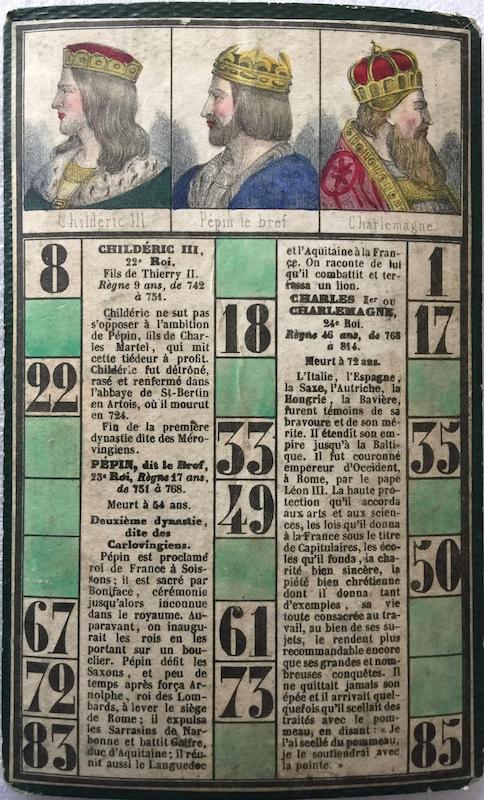 Childéric III.
Pépin le bref
Charlemagne
8
22
67
72
83
CHILDÉRIC III,
22e Roi.
Fils de Thierry II.
Règne 9 ans, de 742
à 751.
Childéric ne sut pas
s'opposer à l'ambition
de Pépin, fils de Char-
les Martel, qui mit
cette tiédeur à profit.
Childéric fut détrôné,
rasé et renfermé dans
l'abbaye de St-Bertin
en Artois, où il mourut
en 724.
Fin de la première
dynastie dite des Méro-
vingiens.
PÉPIN, dit le Bref,
23e Roi, Règne 17 ans,
de 751 à 768.
Meurt à 54 ans.
Deuxième dynastie,
dite des
Carlovingiens.
Pépin est proclamé
roi de France à Sois-
sons; il est sacré par
Boniface, cérémonie
jusqu'alors inconnue
dans le royaume. Au-
paravant, on inaugu-
rait les rois en les
portant sur un bou-
clier. Pépin défit les
Saxons, et peu de
temps après força Ar-
nolphe, roi des Lom-
bards, à lever le siège
de Rome; il expulsa
les Sarrasins de Nar-
bonne et battit Gaifre,
duc d'Aquitaine; il réu-
nit aussi le Languedoc
18
33
49
61
73
et l'Aquitaine à la Fran-
çe. On raconte de lui
qu'il combattit et ter-
rassa un lion.
CHARLES Ier ou
CHARLEMAGNE,
24e Roi.
Règne 46 ans, de 768
à 814.
Meurt à 72 ans.
L'Italie, l'Espagne,
la Saxe, l'Autriche, la
Hongrie, la Bavière,
furent témoins de sa
bravoure et de son mé-
rite. Il étendit son em-
pire jusqu'à la Balti-
que. Il fut couronné
empereur d'Occident,
à Rome, par le pape
Léon III. La haute pro-
tection qu'il accorda
aux arts et aux scien-
ces, les lois qu'il donna
à la France sous le titre
de Capitulaires, les éco-
les qu'il fonda, la cha-
rité bien sincère, la
piété bien chrétienne
dont il donna tant
d'exemples, sa vie
toute consacrée au tra-
vail, au bien de ses su-
jets, le rendent plus
recommandable encore
que ses grandes et nom-
breuses conquêtes. Il
ne quittait jamais son
épée et il arrivait quel-
quefois qu'il scellait des
traités avec le pom-
meau, en disant: « Je
l'ai scellé du pommeau,
je le soutiendrai avec
la pointe. »
1
17
35
50
85